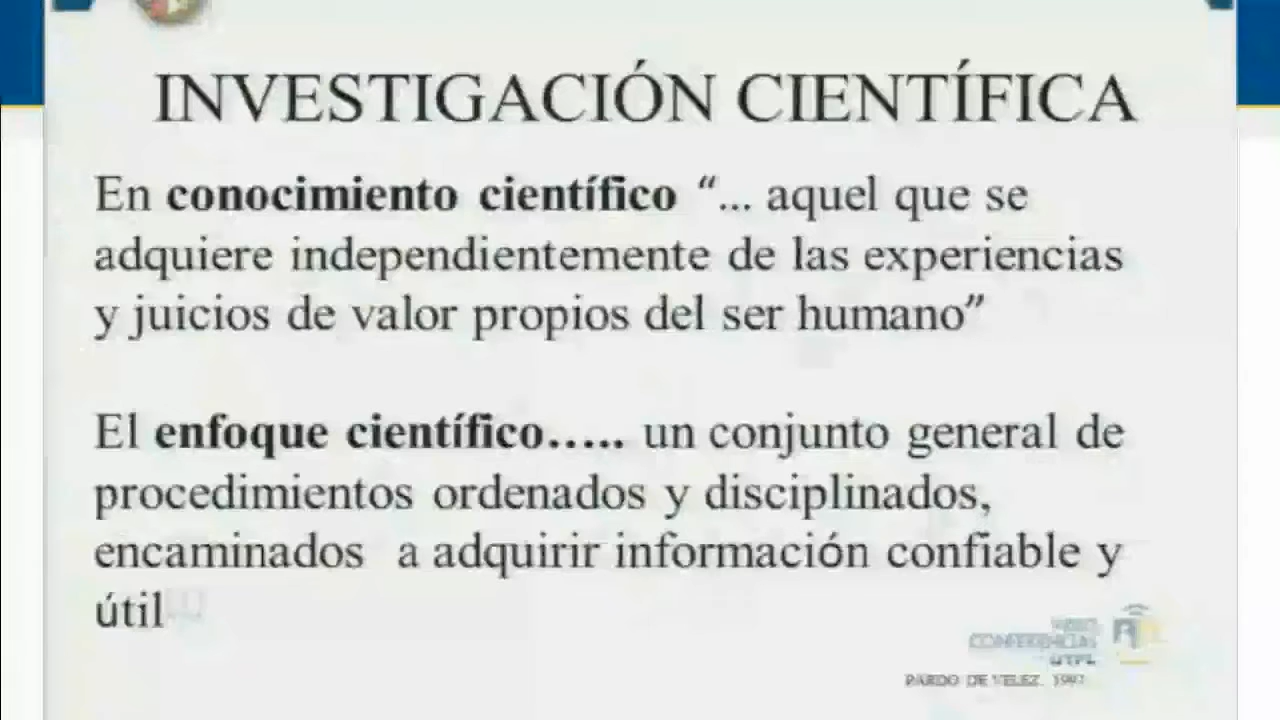 INVESTIGACIÓN CIENTÍFICA
En conocimiento científico “... aquel que se
adquiere independientemente de las experiencias
y juicios de valor propios del ser humano”
El enfoque científico..... un conjunto general de
procedimientos ordenados y disciplinados,
encaminados a adquirir información confiable y
útil
CONFERENCIAS
UTPL
PARDO DE VELEZ.